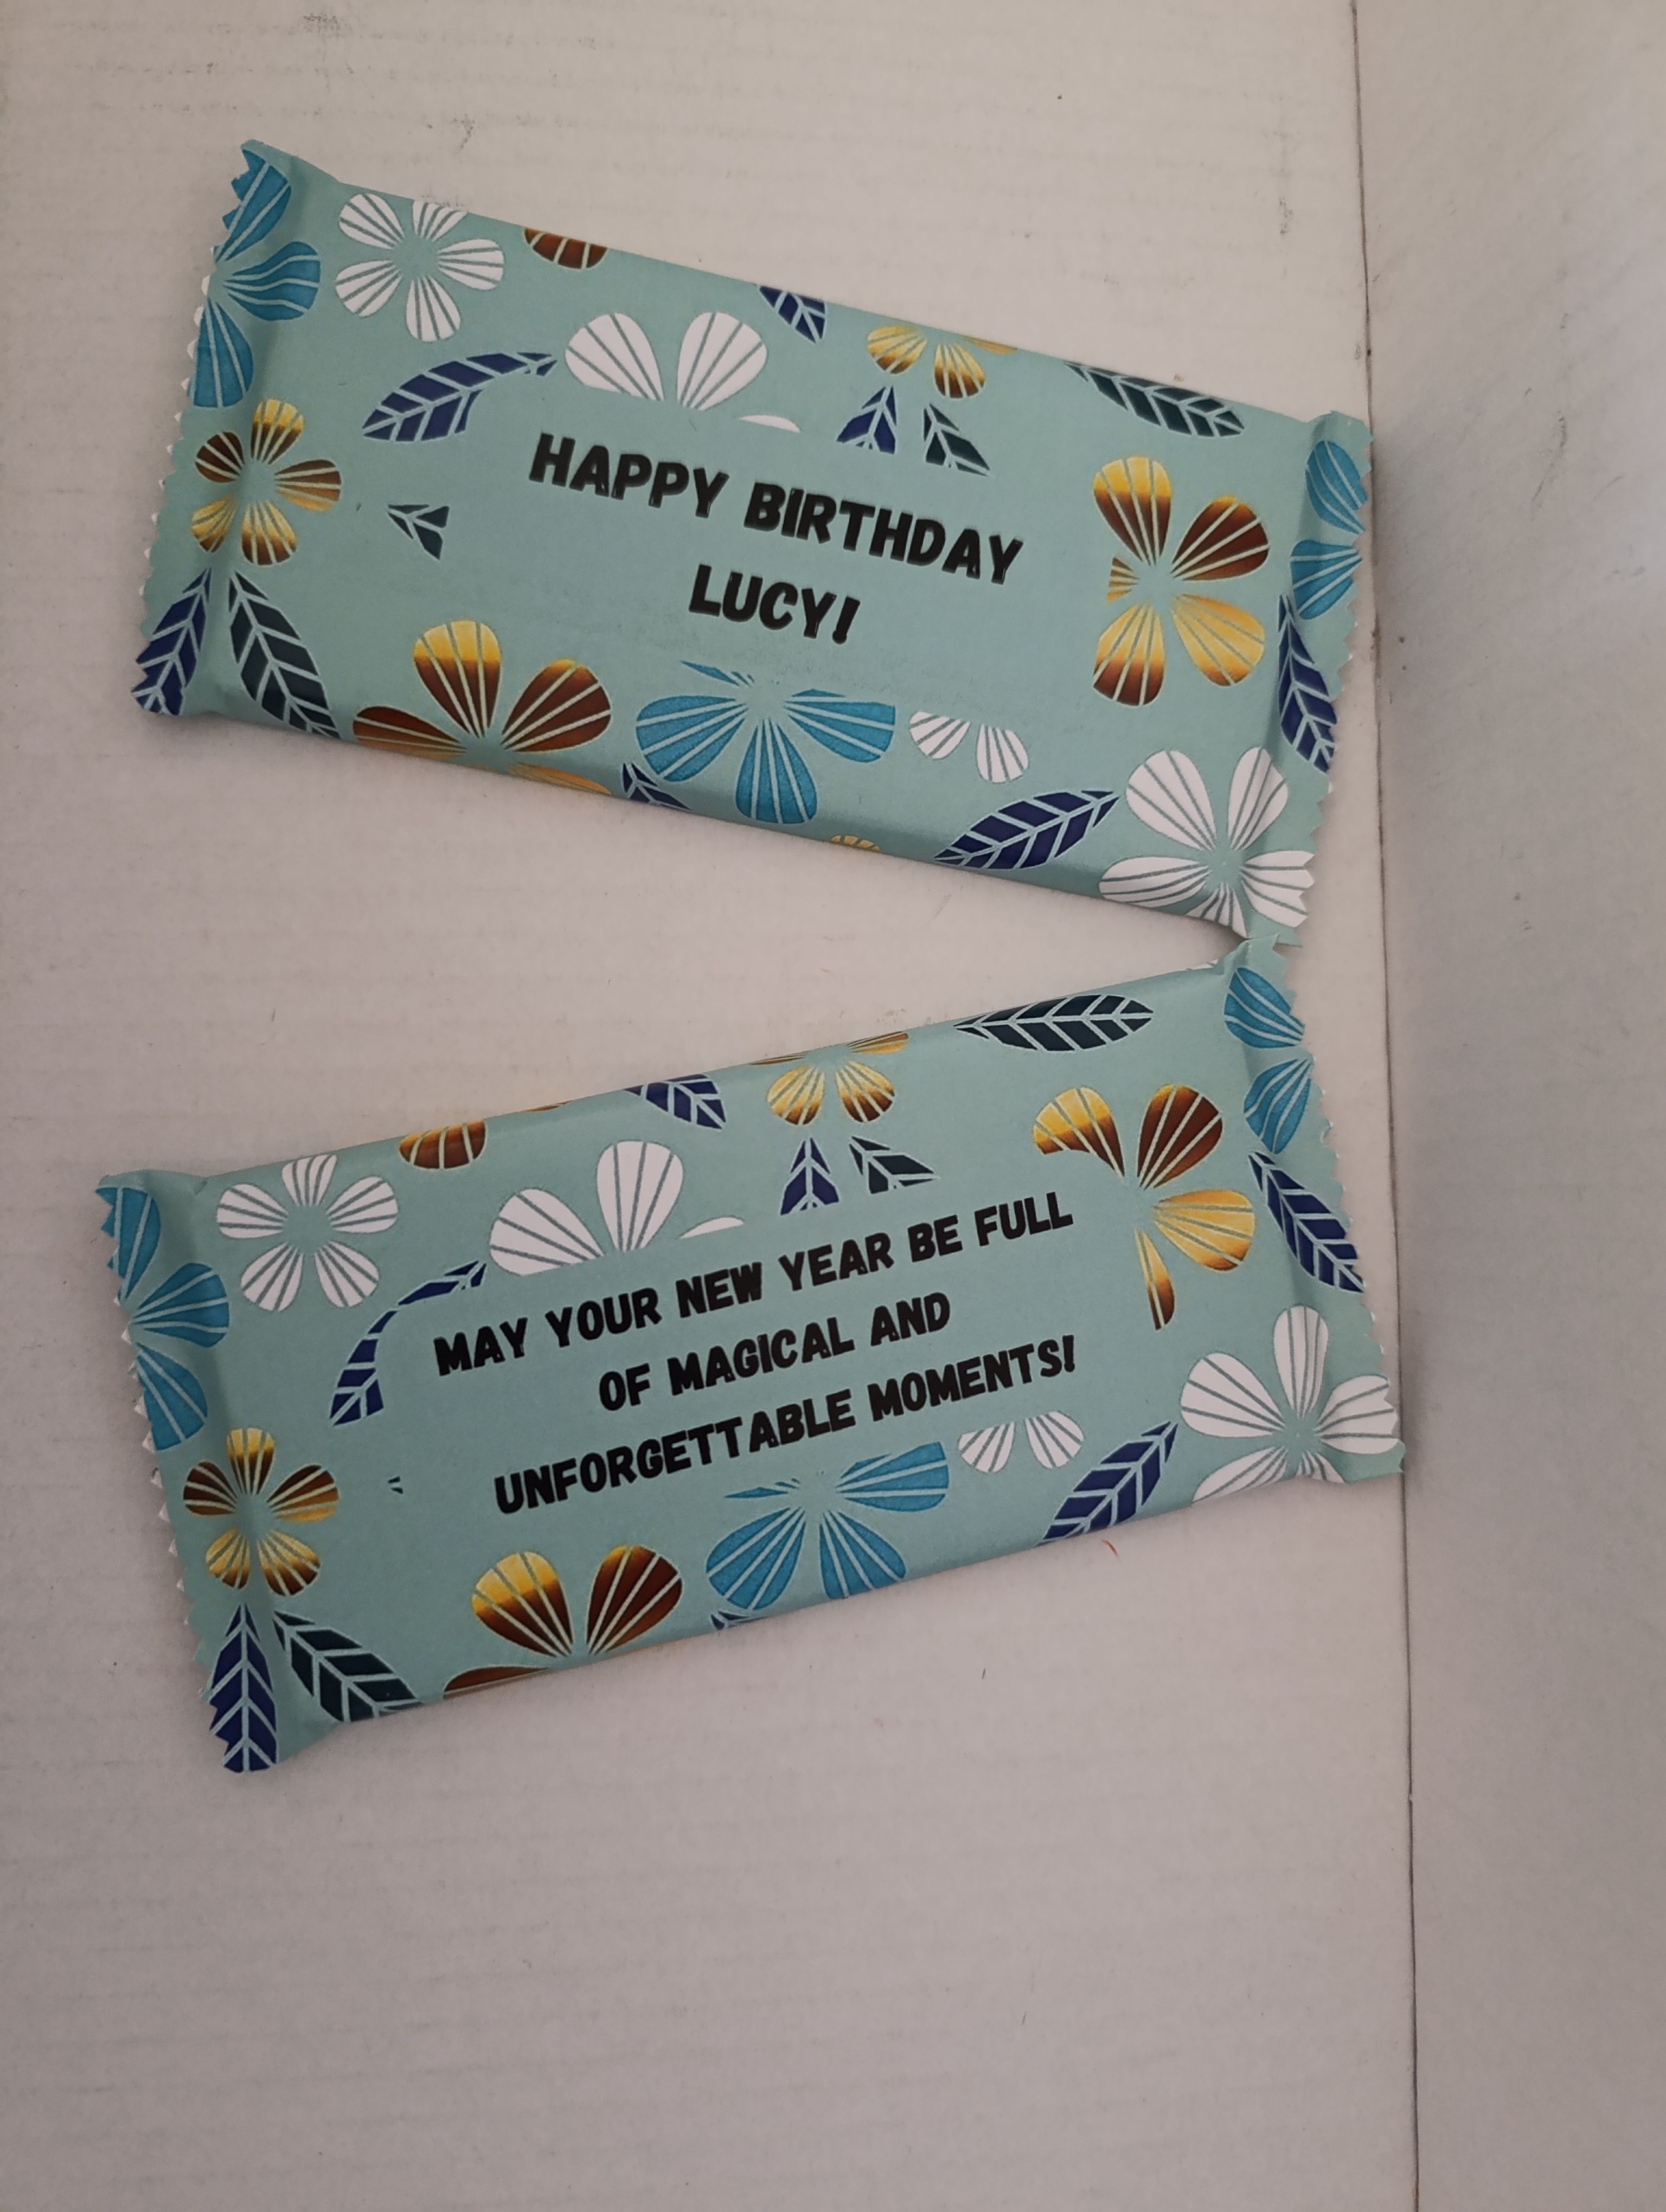 HAPPY BIRTHDAY
LUCY!
MAY YOUR NEW YEAR BE FULL
OF MAGICAL AND
UNFORGETTABLE MOMENTS!